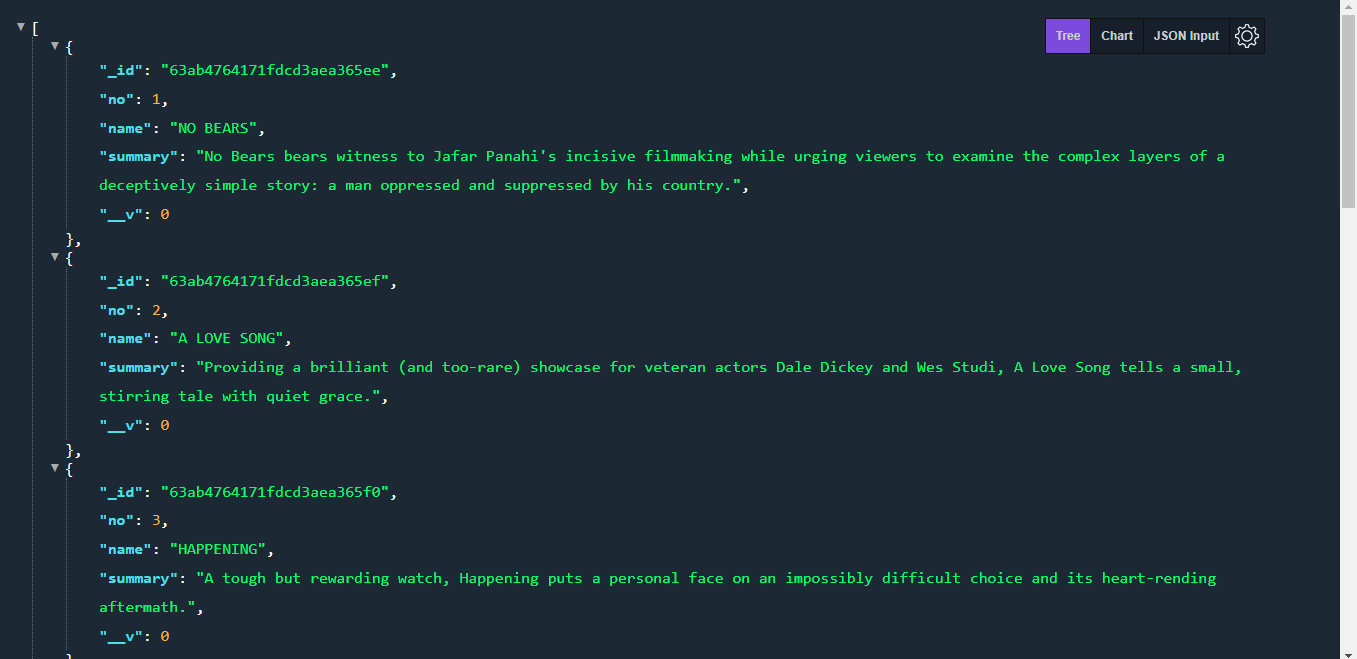 [
Tree Chart JSON Input
{
"_id": "63ab4764171fdcd3aea365ee",
"no": 1,
"name": "NO BEARS",
"summary": "No Bears bears witness to Jafar Panahi's incisive filmmaking while urging viewers to examine the complex layers of a
deceptively simple story: a man oppressed and suppressed by his country.",
"__v": 0
},
{
"_id": "63ab4764171fdcd3aea365ef",
"no": 2,
"name": "A LOVE SONG",
"summary": "Providing a brilliant (and too-rare) showcase for veteran actors Dale Dickey and Wes Studi, A Love Song tells a small,
stirring tale with quiet grace.",
"__v": 0
},
{
"_id": "63ab4764171fdcd3aea365f0",
"no": 3,
"name": "HAPPENING",
"summary": "A tough but rewarding watch, Happening puts a personal face on an impossibly difficult choice and its heart-rending
aftermath.",
"__v": 0